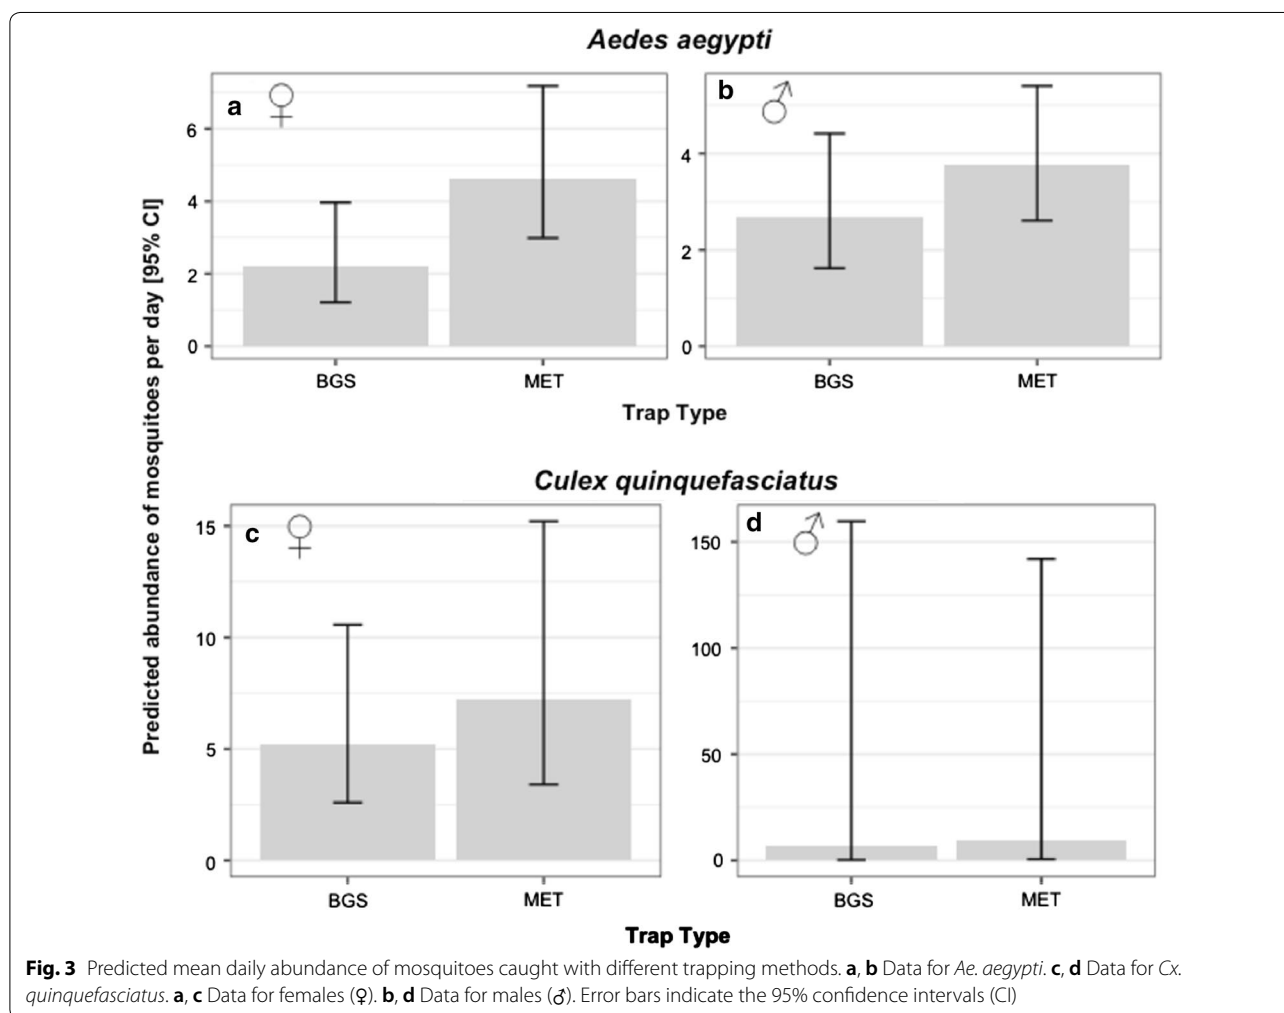 Aedes aegypti
a ♀
b ♂
6
4
2
0
4
2
0
BGS MET
BGS MET
Trap Type
Predicted abundance of mosquitoes per day [95% CI]
Culex quinquefasciatus
c ♀
d ♂
15
10
5
0
150
100
50
0
BGS MET
BGS MET
Trap Type
Fig. 3 Predicted mean daily abundance of mosquitoes caught with different trapping methods. a, b Data for Ae. aegypti. c, d Data for Cx.
quinquefasciatus. a, c Data for females (♀). b, d Data for males (♂). Error bars indicate the 95% confidence intervals (CI)